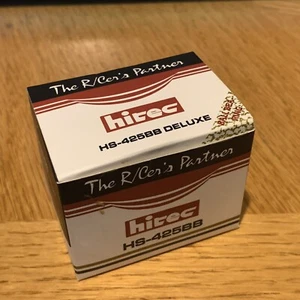 The R/Cer's Partner
hitec
HS-425BB DELUXE
The R/Cer's Partner
hitec
HS-425BB